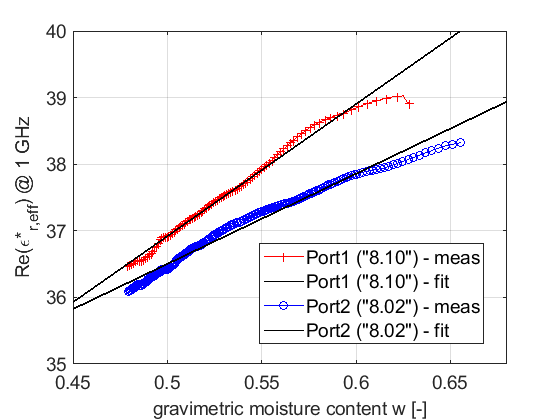 40
39
38
37
36
35
Re(ϵ*r,eff) @ 1 GHz
Port1 ("8.10") - meas
Port1 ("8.10") - fit
Port2 ("8.02") - meas
Port2 ("8.02") - fit
0.45 0.5 0.55 0.6 0.65
gravimetric moisture content w [-]